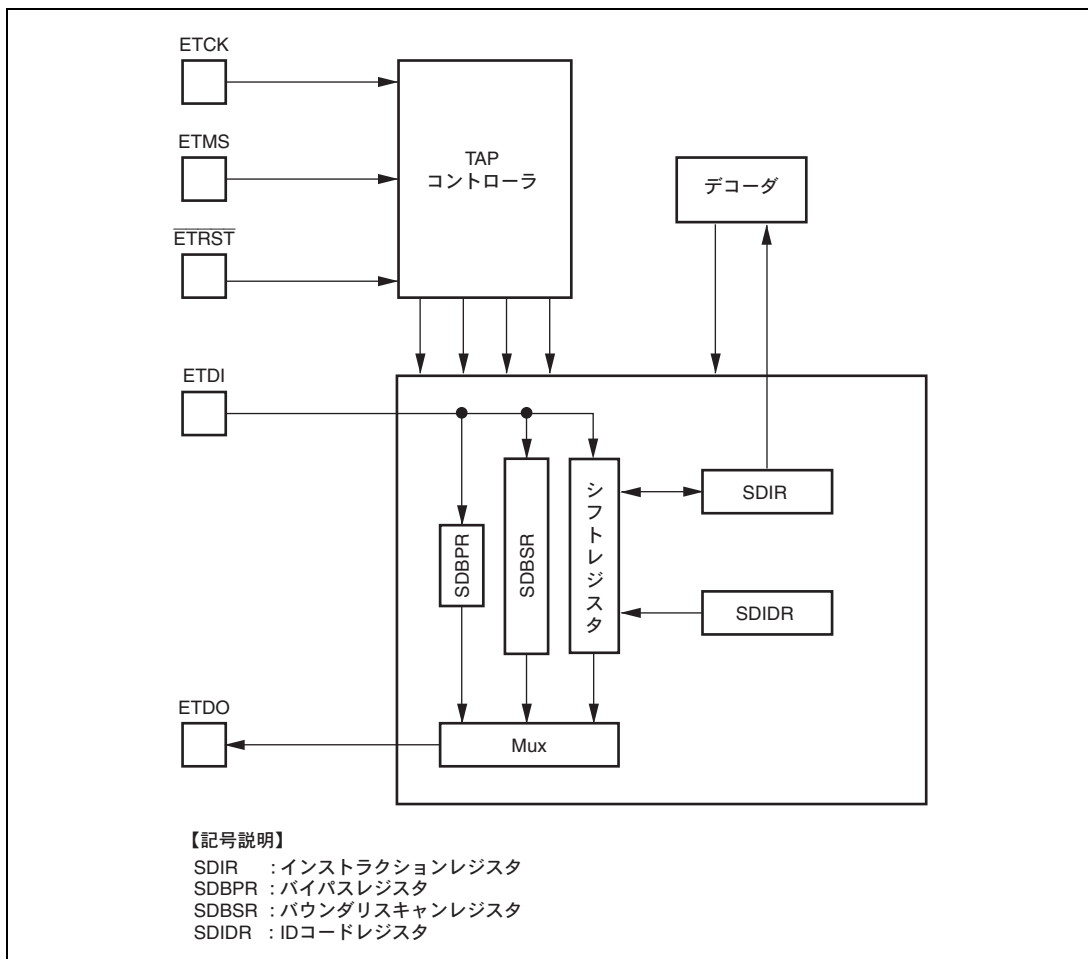 ETCK
ETMS
TAP
コントローラ
デコーダ
ETRST
ETDI
シフトレジスタ
SDIR
SDBPR
SDBSR
SDIDR
ETDO
Mux
【記号説明】
SDIR :インストラクションレジスタ
SDBPR :バイパスレジスタ
SDBSR :バウンダリスキャンレジスタ
SDIDR :IDコードレジスタ